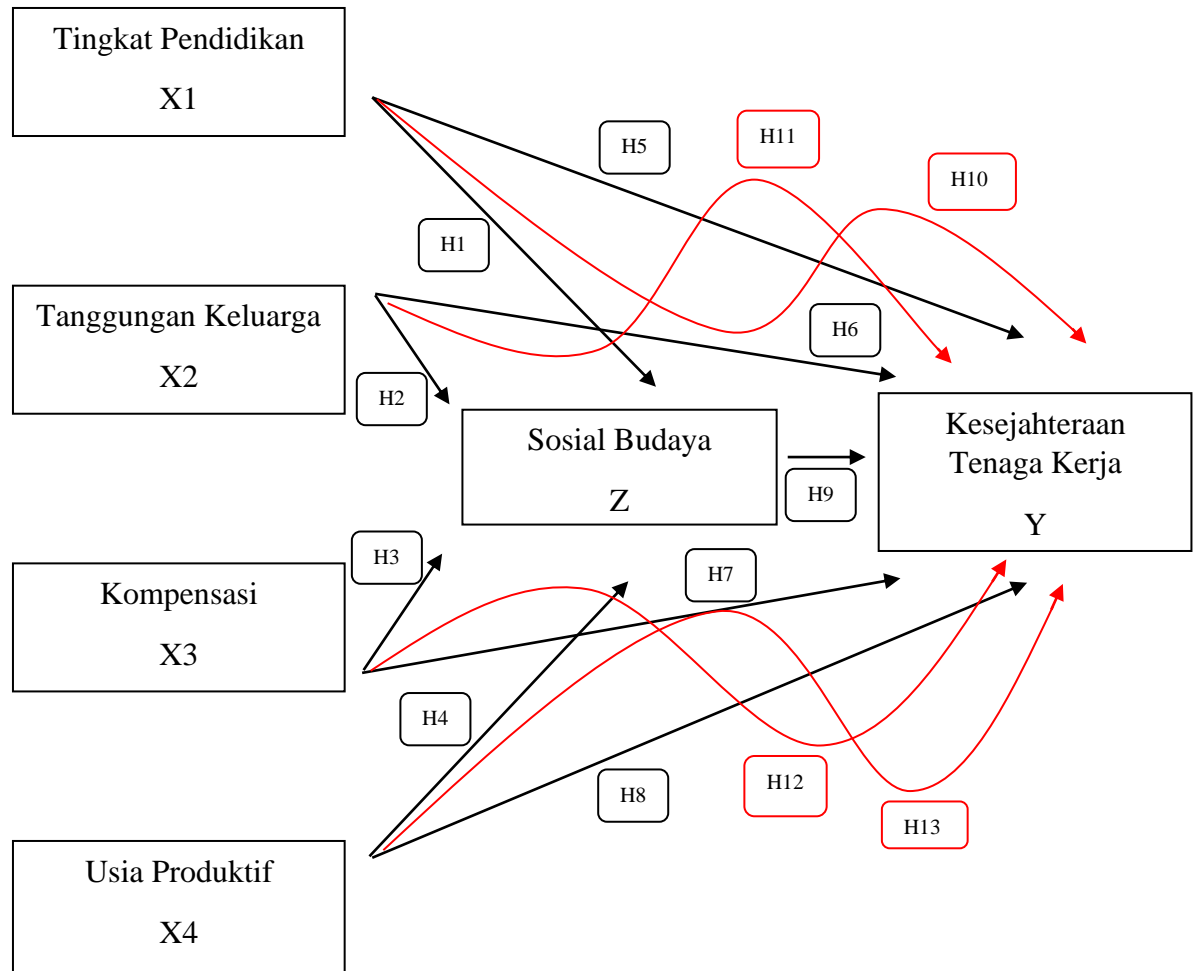 Tingkat Pendidikan
X1
H5
H11
H10
H1
Tanggungan Keluarga
X2
H6
H2
Sosial Budaya
Z
H9
Kesejahteraan
Tenaga Kerja
Y
H3
H7
Kompensasi
X3
H4
H8
H12
H13
Usia Produktif
X4